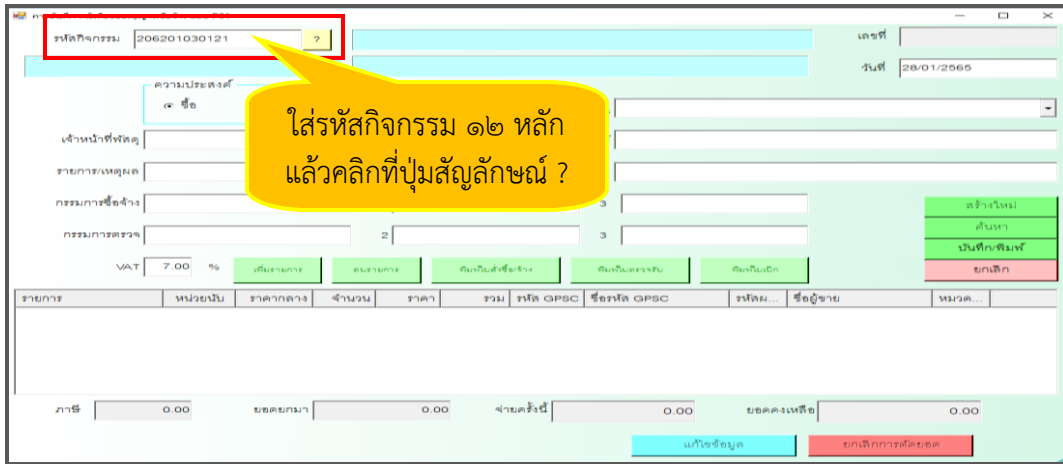 รหัสกิจกรรม 206201030121 ? เลขที่
วันที่ 28/01/2565
ความประสงค์
ซื้อ
ใส่รหัสกิจกรรม ๑๒ หลัก
แล้วคลิกที่ปุ่มสัญลักษณ์ ?
เจ้าหน้าที่พัสดุ
รายการ/เหตุผล
กรรมการซื้อจ้าง 3
กรรมการตรวจ 2 3
สร้างใหม่
ค้นหา
บันทึก/พิมพ์
ยกเลิก
VAT 7.00 % เพิ่มรายการ ลบรายการ พิมพ์ใบสั่งซื้อ/จ้าง พิมพ์ใบตรวจรับ พิมพ์ใบเบิก
รายการ หน่วยนับ ราคากลาง จำนวน ราคา รวม รหัส GPSC ชื่อรหัส GPSC รหัสผ... ชื่อผู้ขาย หมวด...
ภาษี 0.00 ยอดยกมา 0.00 จ่ายครั้งนี้ 0.00 ยอดคงเหลือ 0.00
แก้ไขข้อมูล ยกเลิกการตัดยอด